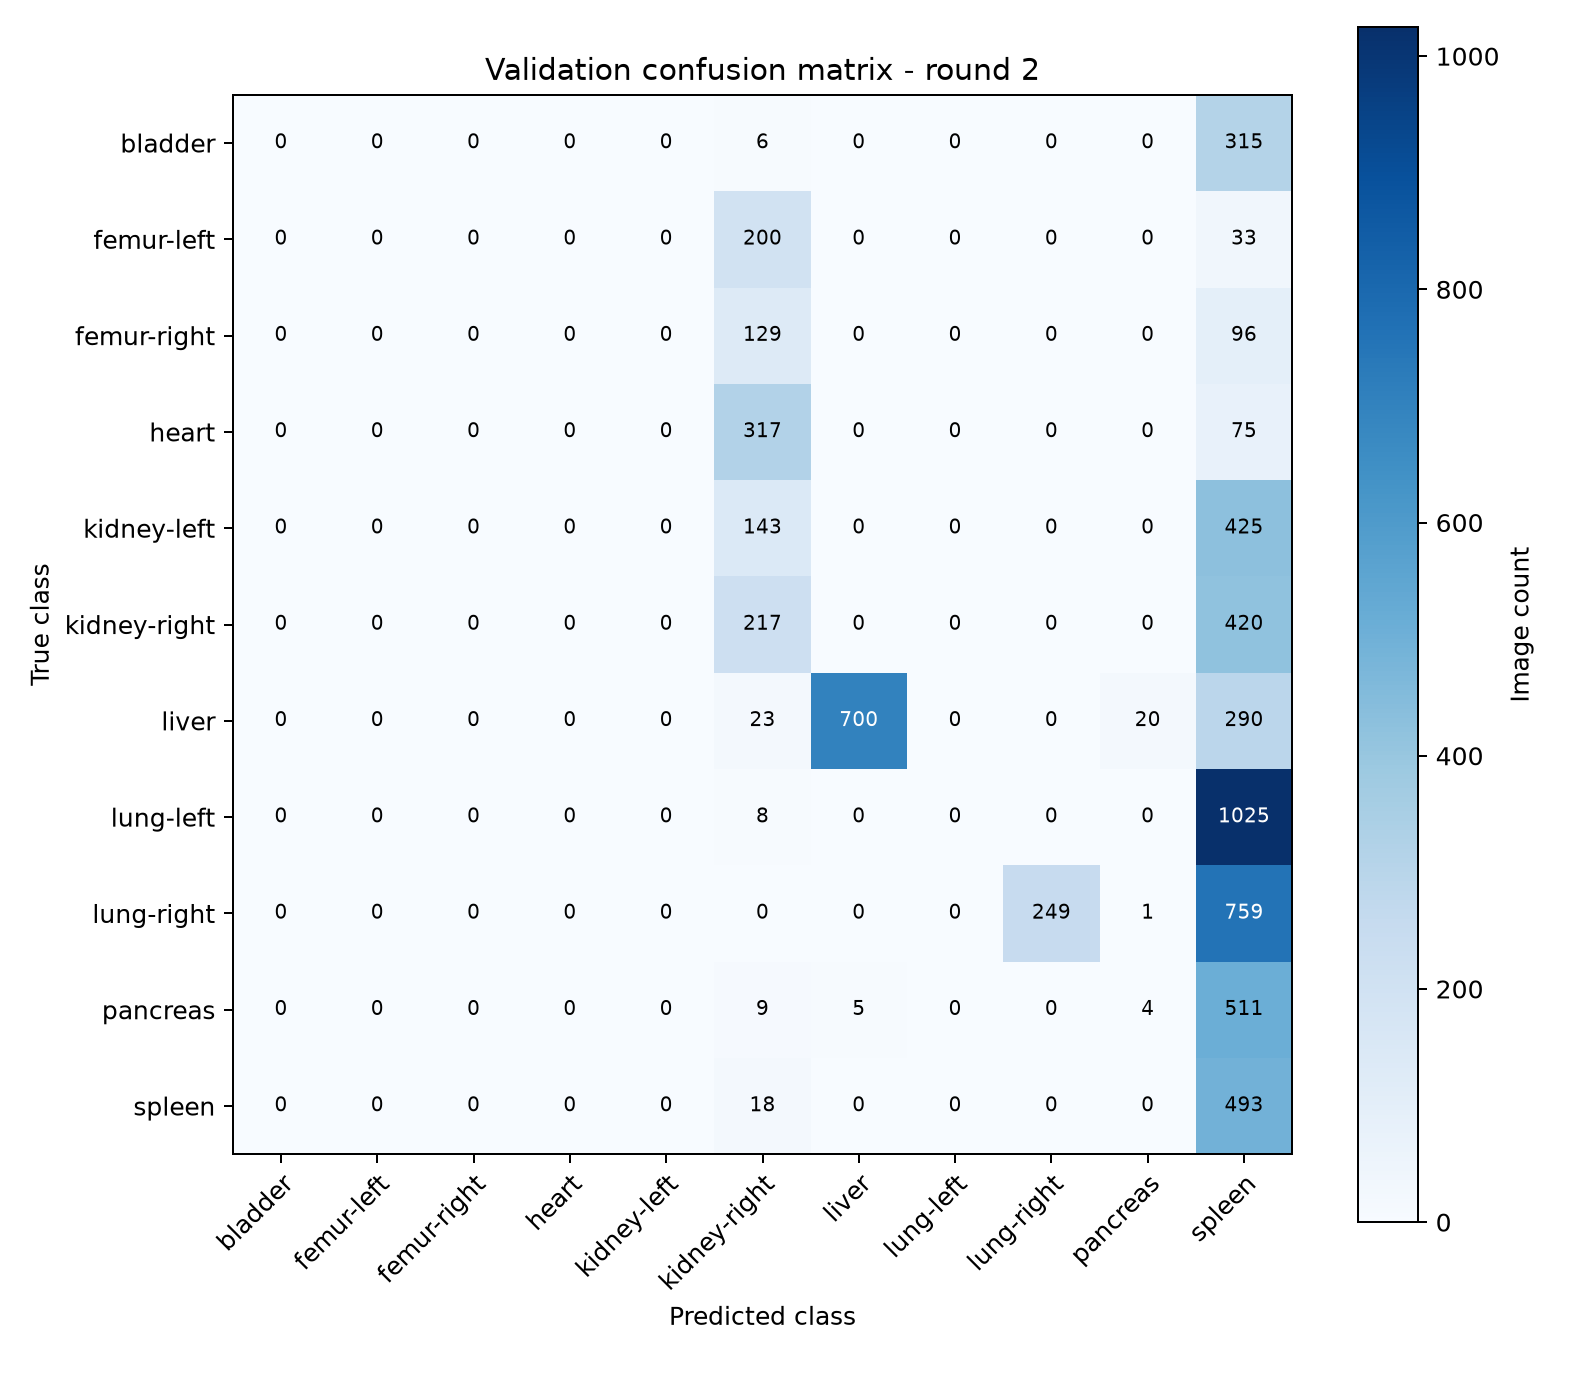 Validation confusion matrix - round 2
True class
bladder 0 0 0 0 0 6 0 0 0 0 315
femur-left 0 0 0 0 0 200 0 0 0 0 33
femur-right 0 0 0 0 0 129 0 0 0 0 96
heart 0 0 0 0 0 317 0 0 0 0 75
kidney-left 0 0 0 0 0 143 0 0 0 0 425
kidney-right 0 0 0 0 0 217 0 0 0 0 420
liver 0 0 0 0 0 23 700 0 0 20 290
lung-left 0 0 0 0 0 8 0 0 0 0 1025
lung-right 0 0 0 0 0 0 0 0 249 1 759
pancreas 0 0 0 0 0 9 5 0 0 4 511
spleen 0 0 0 0 0 18 0 0 0 0 493
bladder femur-left femur-right heart kidney-left kidney-right liver lung-left lung-right pancreas spleen
Predicted class
1000
800
600
400
200
0
Image count